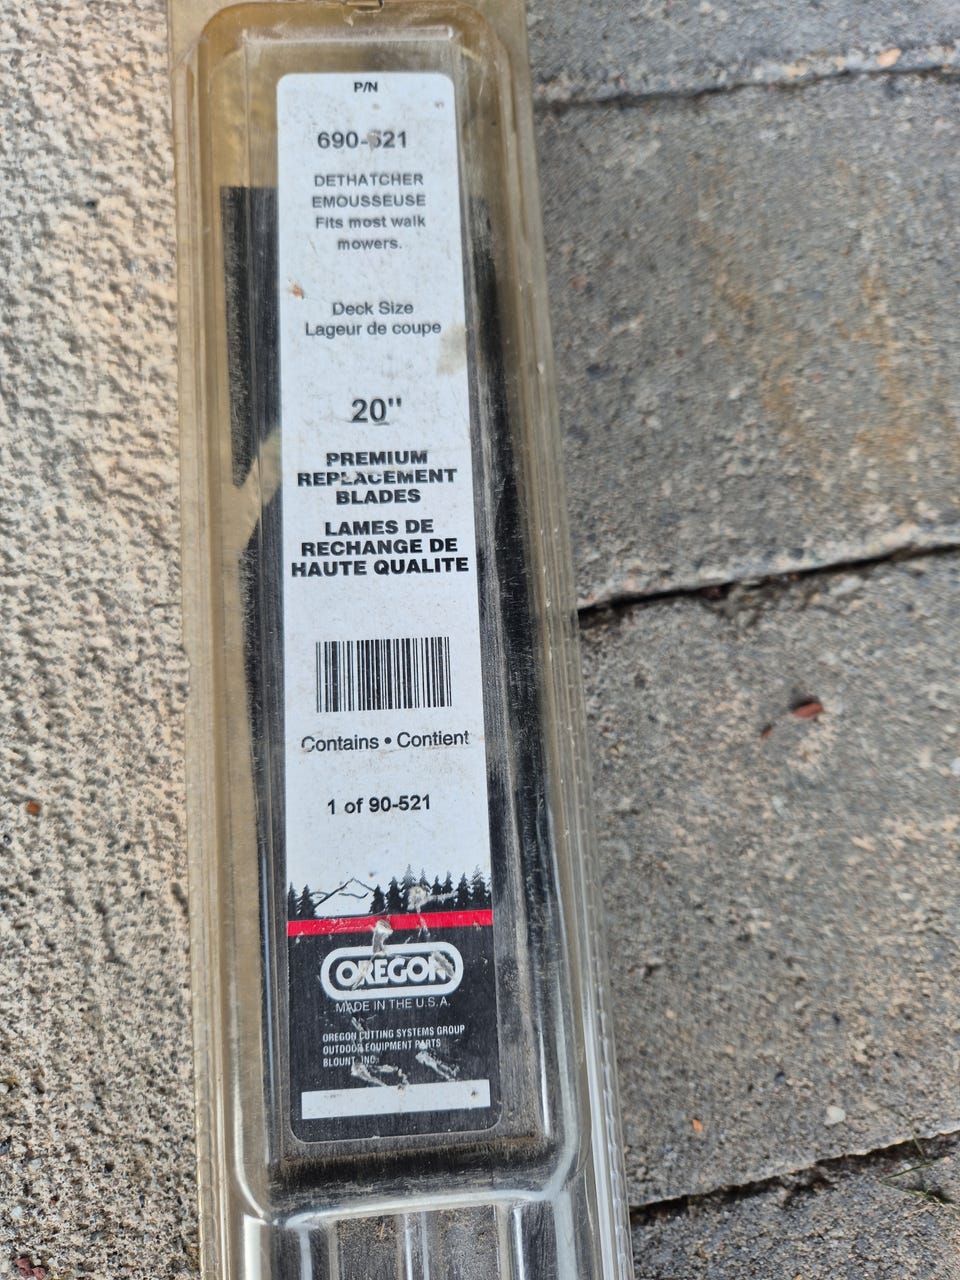 P/N
690-521
DETHATCHER
EMOUSSEUSE
Fits most walk
mowers.
Deck Size
Lageur de coupe
20"
PREMIUM
REPLACEMENT
BLADES
LAMES DE
RECHANGE DE
HAUTE QUALITE
Contains • Contient
1 of 90-521
OREGON
MADE IN THE U.S.A.
OREGON CUTTING SYSTEMS GROUP
OUTDOOR EQUIPMENT PARTS
BLOUNT, INC.